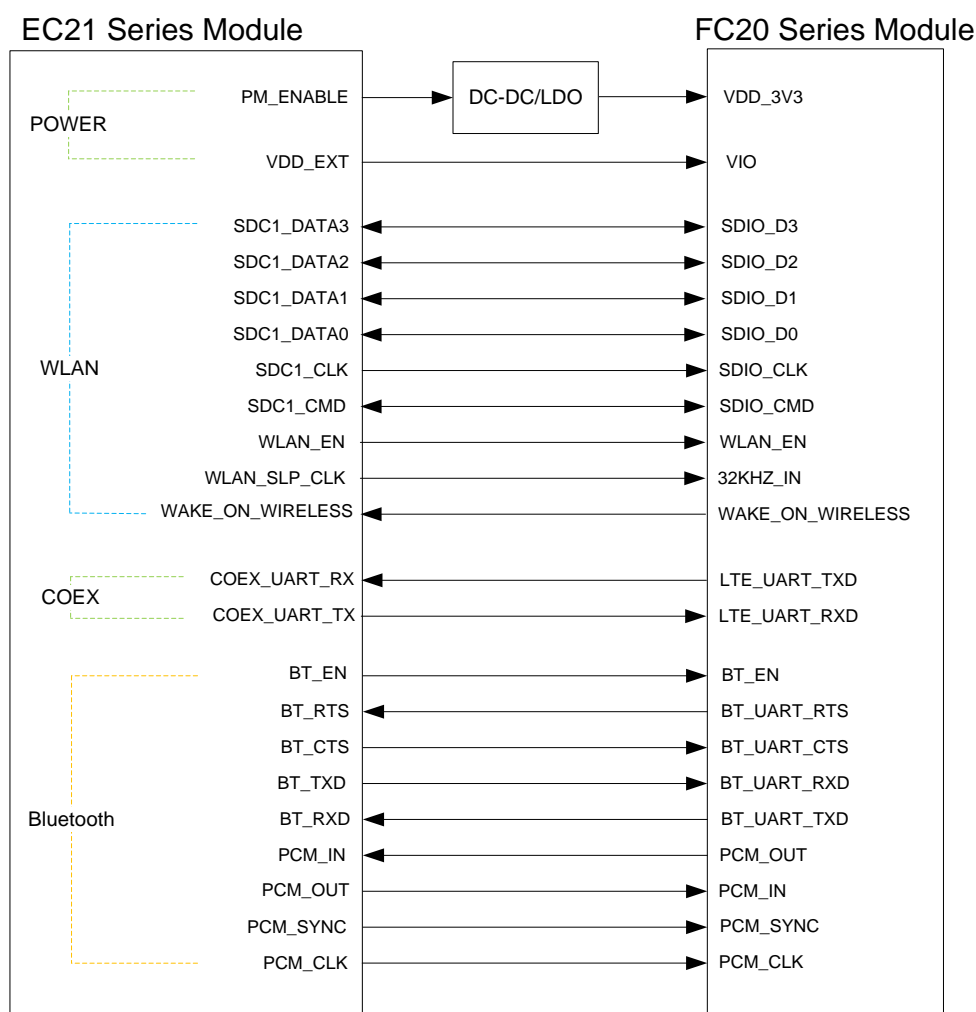 EC21 Series Module
FC20 Series Module
POWER
PM_ENABLE
DC-DC/LDO
VDD_3V3
VDD_EXT
VIO
WLAN
SDC1_DATA3
SDIO_D3
SDC1_DATA2
SDIO_D2
SDC1_DATA1
SDIO_D1
SDC1_DATA0
SDIO_D0
SDC1_CLK
SDIO_CLK
SDC1_CMD
SDIO_CMD
WLAN_EN
WLAN_EN
WLAN_SLP_CLK
32KHZ_IN
WAKE_ON_WIRELESS
WAKE_ON_WIRELESS
COEX
COEX_UART_RX
LTE_UART_TXD
COEX_UART_TX
LTE_UART_RXD
Bluetooth
BT_EN
BT_EN
BT_RTS
BT_UART_RTS
BT_CTS
BT_UART_CTS
BT_TXD
BT_UART_RXD
BT_RXD
BT_UART_TXD
PCM_IN
PCM_OUT
PCM_OUT
PCM_IN
PCM_SYNC
PCM_SYNC
PCM_CLK
PCM_CLK